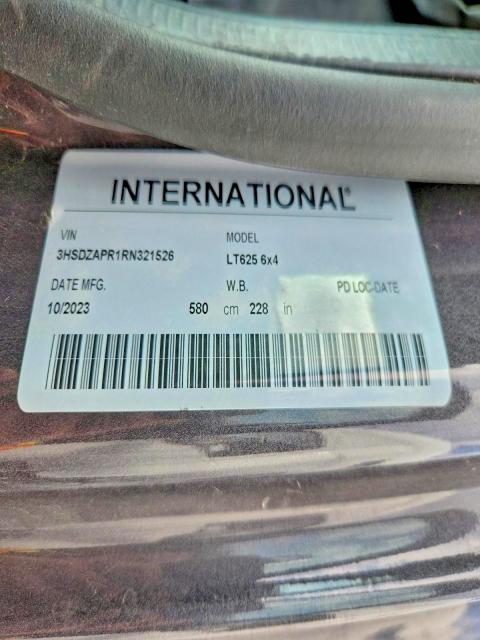 INTERNATIONAL®
VIN MODEL
3HSDZAPR1RN321526 LT625 6x4
DATE MFG. W.B. PD LOC-DATE
10/2023 580 cm 228 in